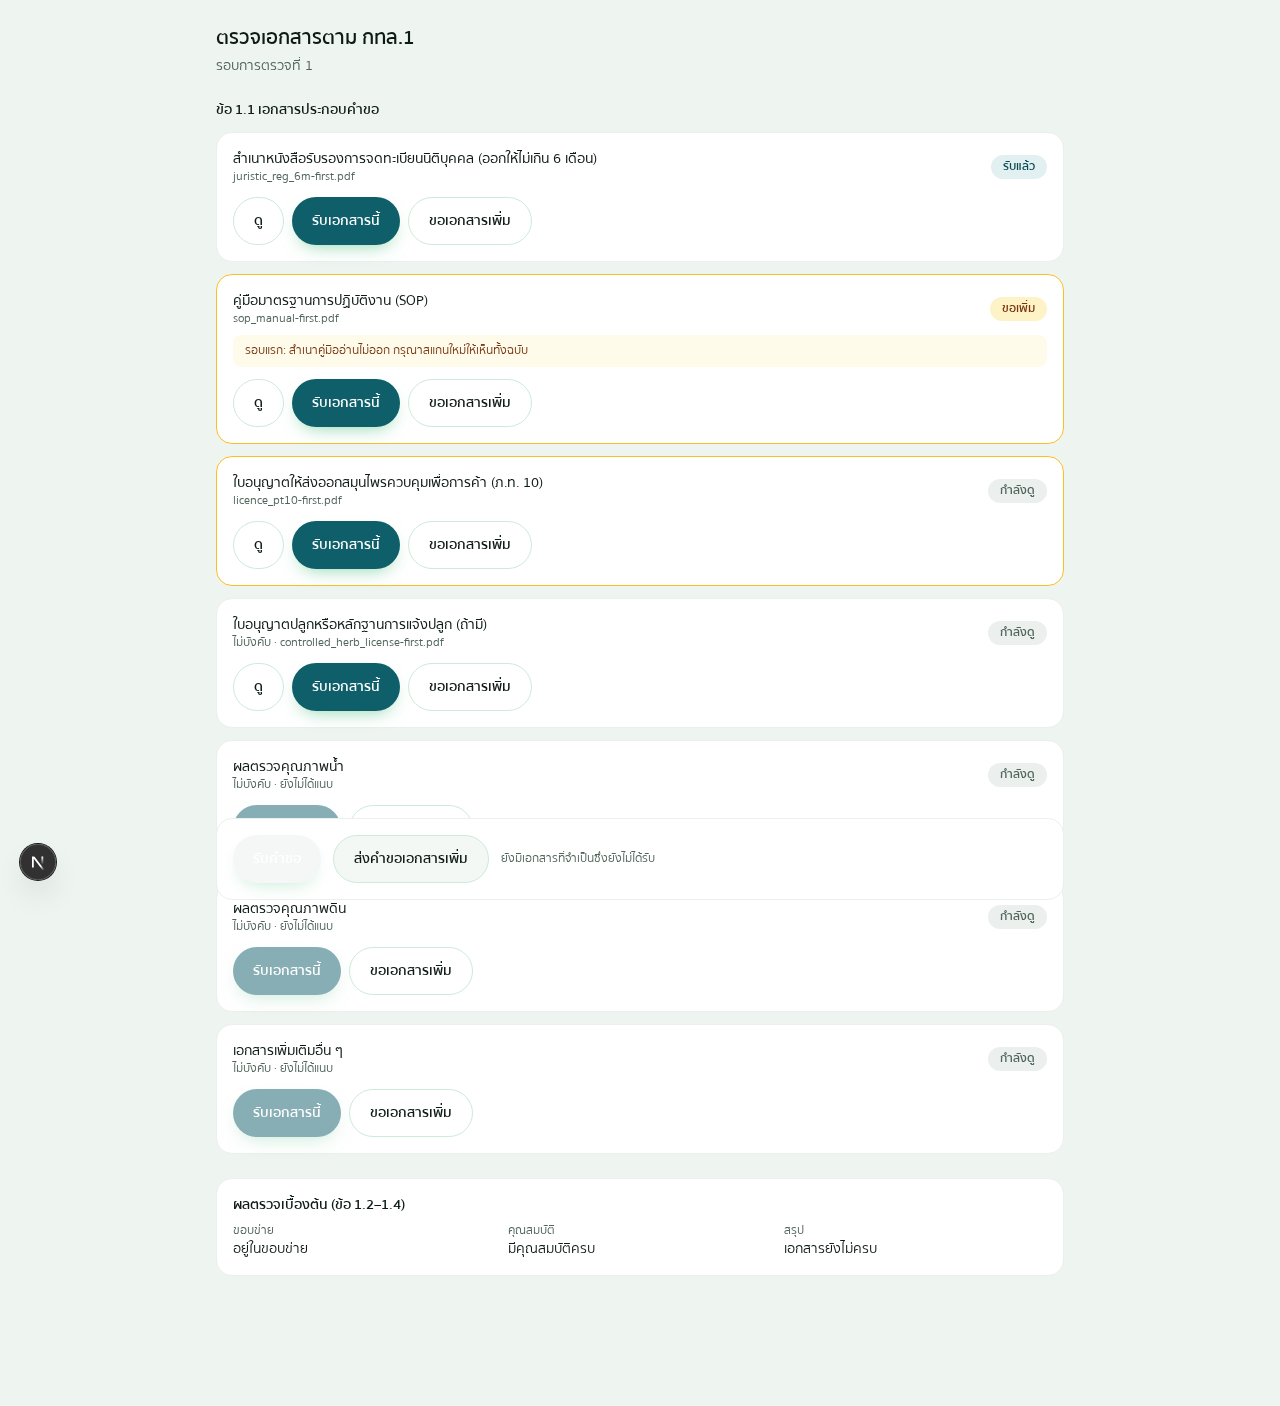 ตรวจเอกสารตาม กทล.1
รอบการตรวจที่ 1
ข้อ 1.1 เอกสารประกอบคำขอ
สำเนาหนังสือรับรองการจดทะเบียนนิติบุคคล (ออกให้ไม่เกิน 6 เดือน)
juristic_reg_6m-first.pdf
รับแล้ว
ดู
รับเอกสารนี้
ขอเอกสารเพิ่ม
คู่มือมาตรฐานการปฏิบัติงาน (SOP)
sop_manual-first.pdf
ขอเพิ่ม
รอบแรก: สำเนาคู่มืออ่านไม่ออก กรุณาสแกนใหม่ให้เห็นทั้งฉบับ
ดู
รับเอกสารนี้
ขอเอกสารเพิ่ม
ใบอนุญาตให้ส่งออกสมุนไพรควบคุมเพื่อการค้า (ภ.ท. 10)
licence_pt10-first.pdf
กำลังดู
ดู
รับเอกสารนี้
ขอเอกสารเพิ่ม
ใบอนุญาตปลูกหรือหลักฐานการแจ้งปลูก (ถ้ามี)
ไม่บังคับ · controlled_herb_license-first.pdf
กำลังดู
ดู
รับเอกสารนี้
ขอเอกสารเพิ่ม
ผลตรวจคุณภาพน้ำ
ไม่บังคับ · ยังไม่ได้แนบ
กำลังดู
รับคำขอ
ส่งคำขอเอกสารเพิ่ม
ยังมีเอกสารที่จำเป็นซึ่งยังไม่ได้รับ
ผลตรวจคุณภาพดิน
ไม่บังคับ · ยังไม่ได้แนบ
กำลังดู
รับเอกสารนี้
ขอเอกสารเพิ่ม
เอกสารเพิ่มเติมอื่น ๆ
ไม่บังคับ · ยังไม่ได้แนบ
กำลังดู
รับเอกสารนี้
ขอเอกสารเพิ่ม
ผลตรวจเบื้องต้น (ข้อ 1.2–1.4)
ขอบข่าย
อยู่ในขอบข่าย
คุณสมบัติ
มีคุณสมบัติครบ
สรุป
เอกสารยังไม่ครบ